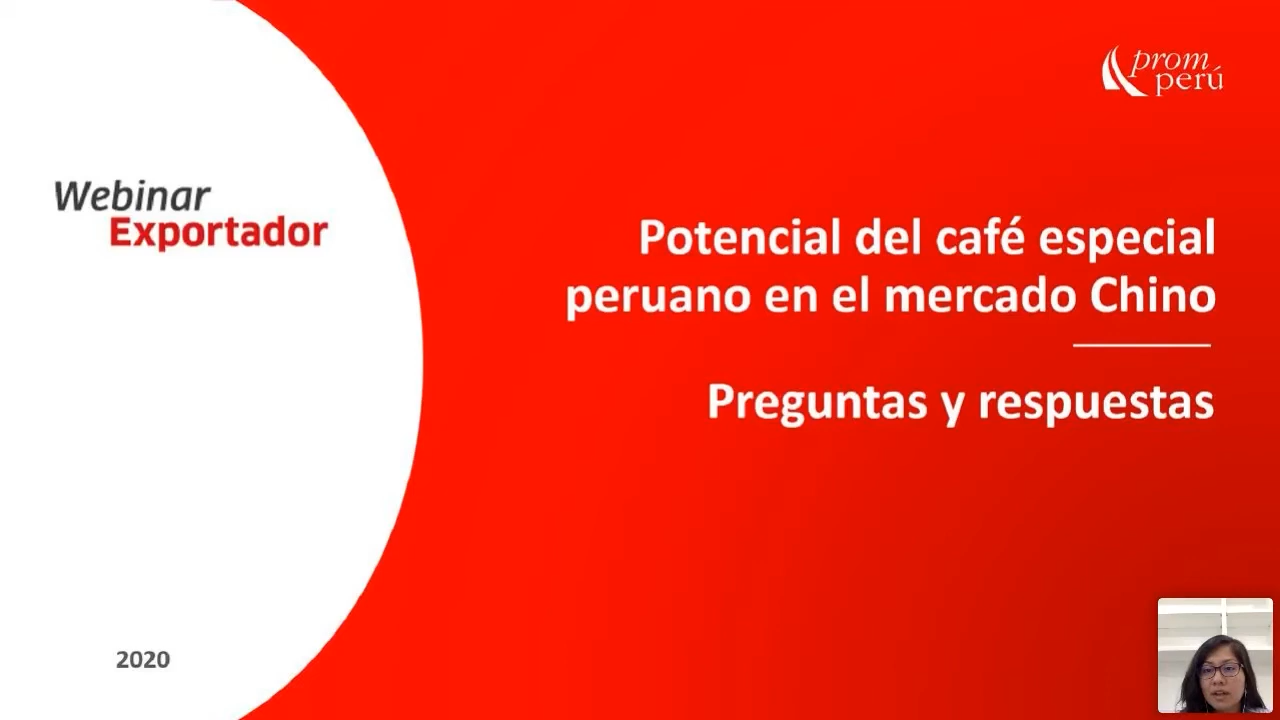 prom
perú
Webinar
Exportador
Potencial del café especial
peruano en el mercado Chino
Preguntas y respuestas
2020